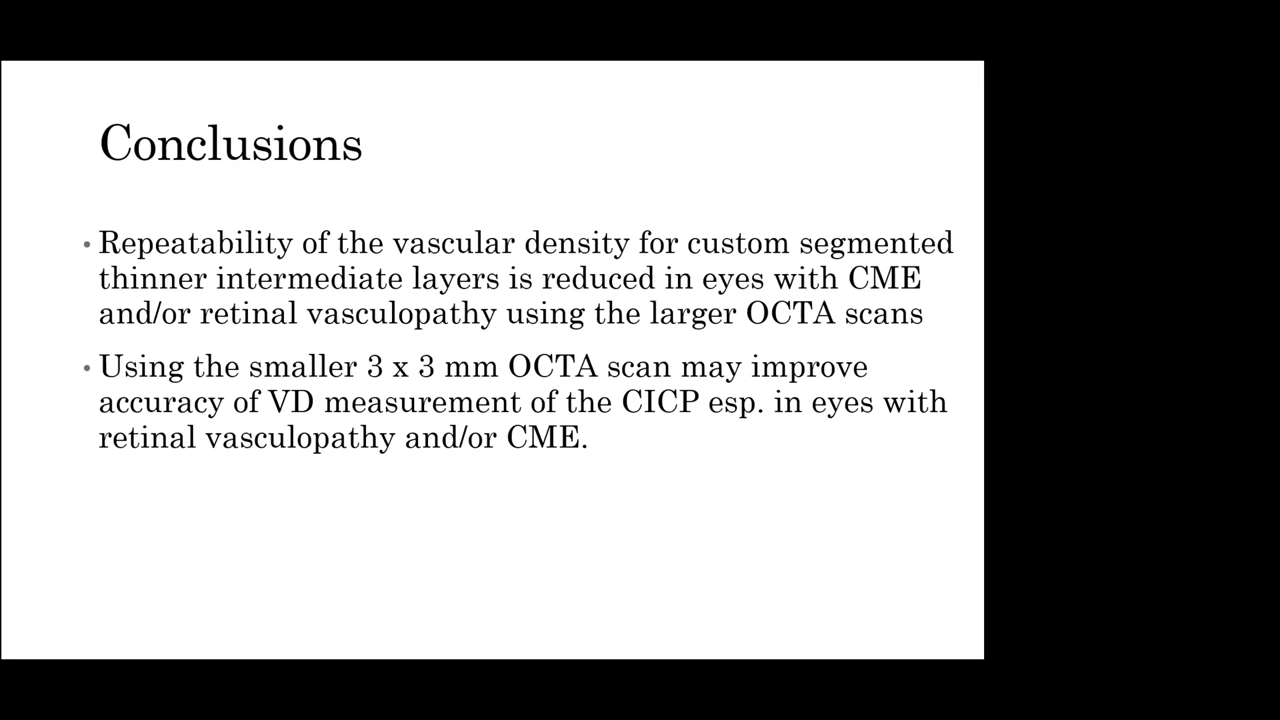 Conclusions
• Repeatability of the vascular density for custom segmented
thinner intermediate layers is reduced in eyes with CME
and/or retinal vasculopathy using the larger OCTA scans
• Using the smaller 3 x 3 mm OCTA scan may improve
accuracy of VD measurement of the CICP esp. in eyes with
retinal vasculopathy and/or CME.